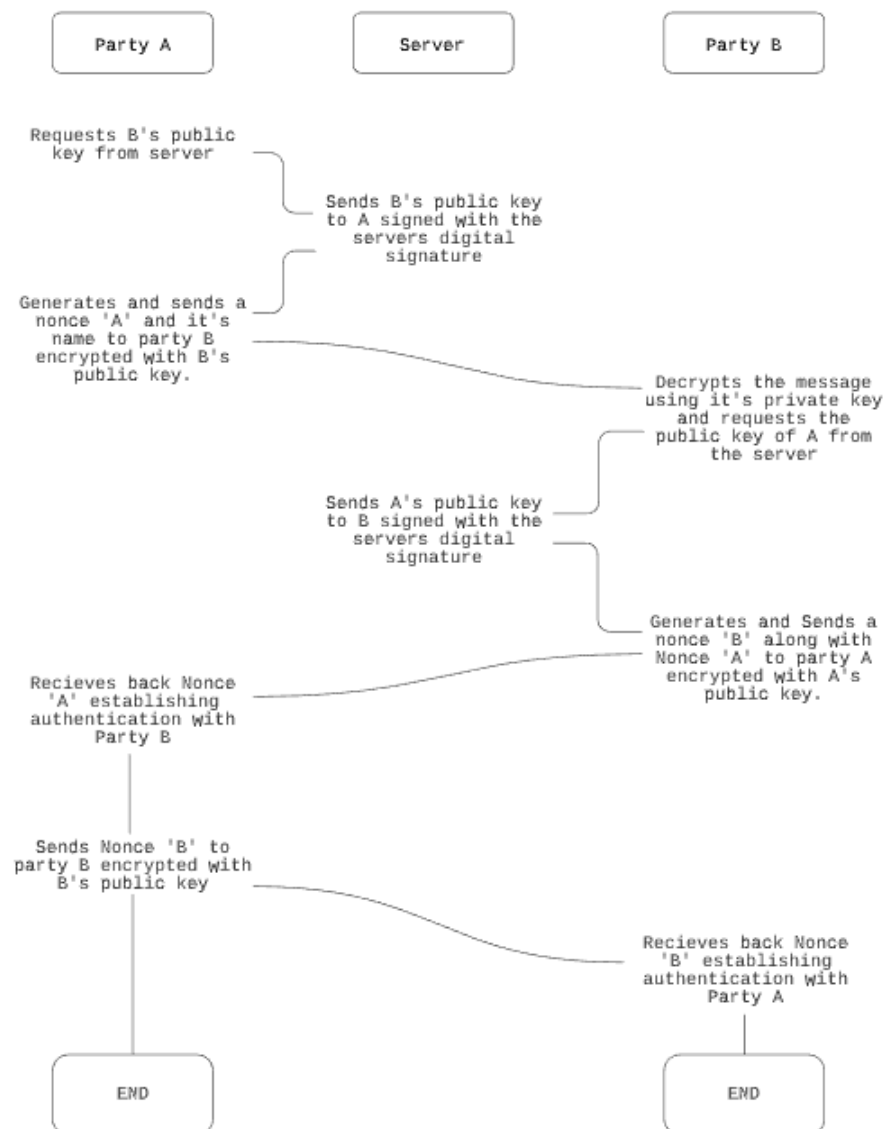 Party A
Server
Party B
Requests B's public
key from server
Sends B's public key
to A signed with the
servers digital
signature
Generates and sends a
nonce 'A' and it's
name to party B
encrypted with B's
public key.
Decrypts the message
using it's private key
and requests the
public key of A from
the server
Sends A's public key
to B signed with the
servers digital
signature
Generates and Sends a
nonce 'B' along with
Nonce 'A' to party A
encrypted with A's
public key.
Recieves back Nonce
'A' establishing
authentication with
Party B
Sends Nonce 'B' to
party B encrypted with
B's public key
Recieves back Nonce
'B' establishing
authentication with
Party A
END
END